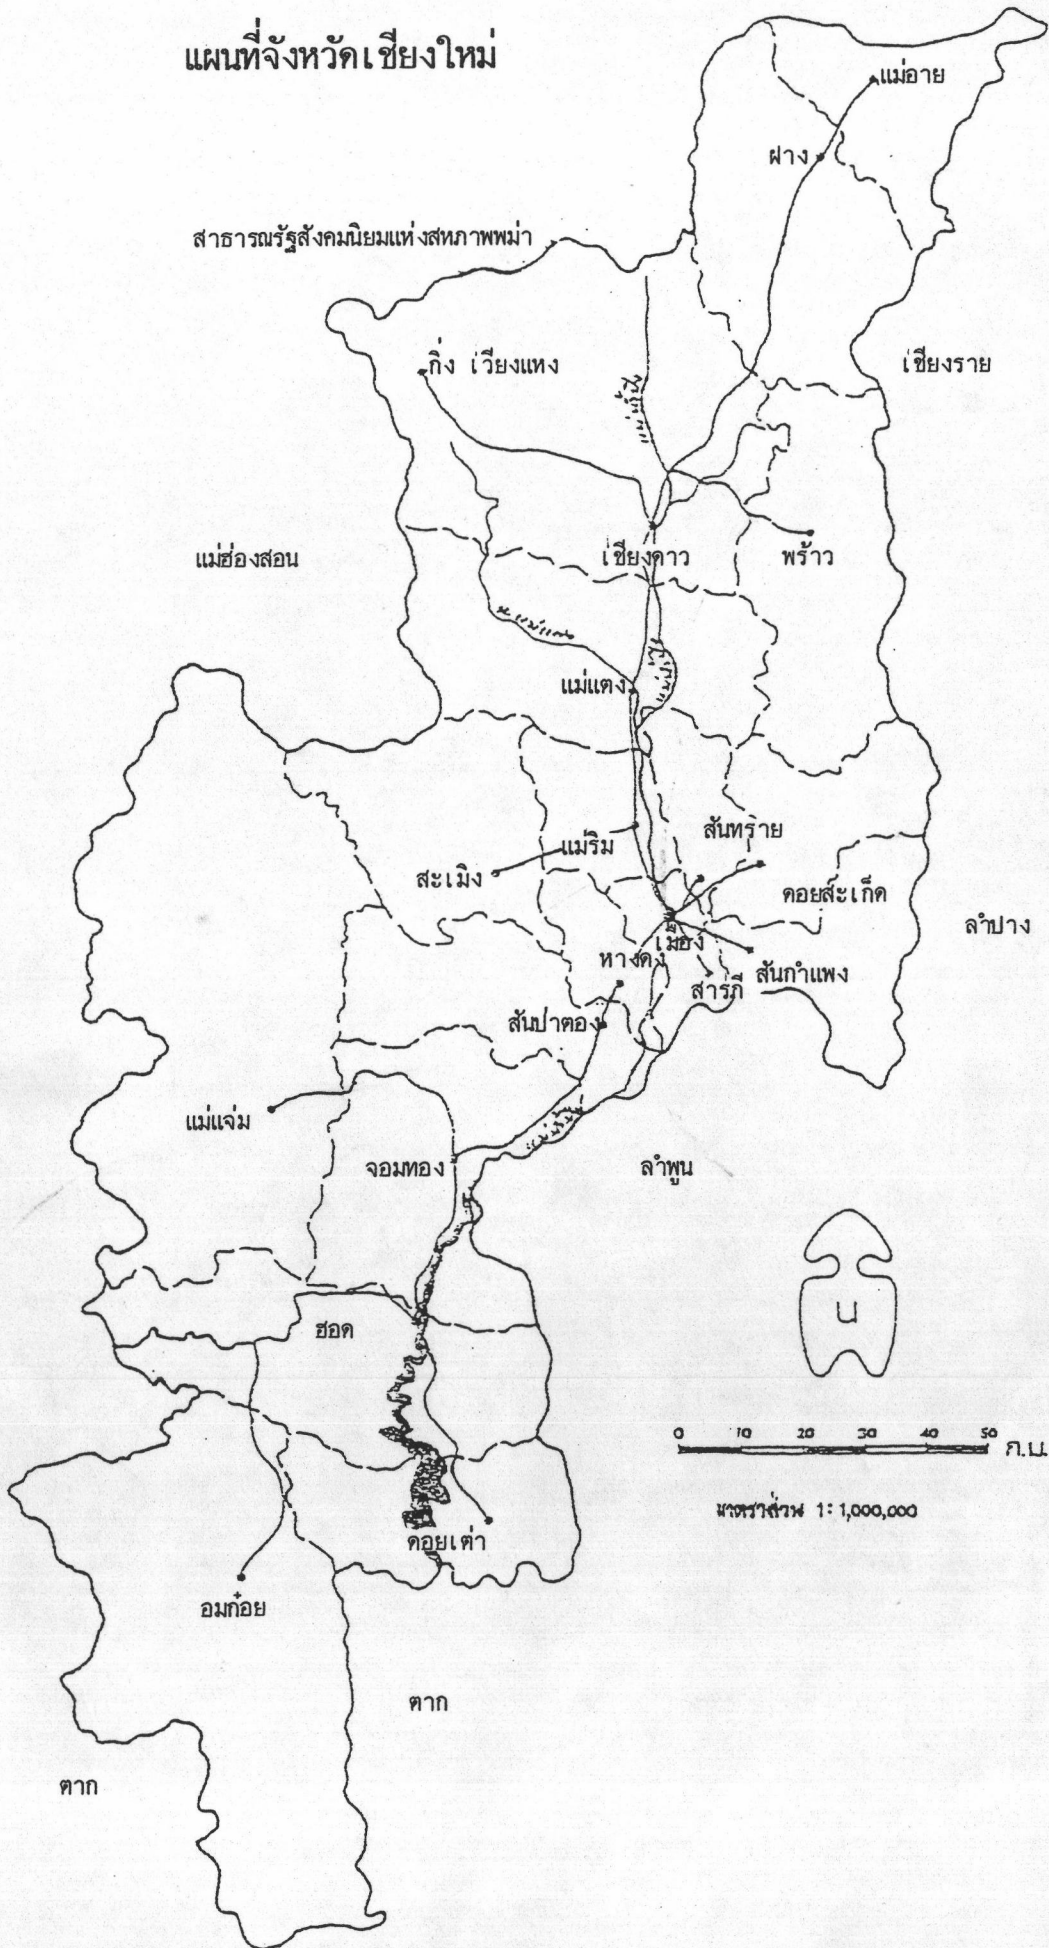 แผนที่จังหวัดเชียงใหม่
แม่อาย
ฝาง
สาธารณรัฐสังคมนิยมแห่งสหภาพพม่า
เชียงราย
กิ่ง เวียงแหง
แม่ฮ่องสอน
เชียงดาว
พร้าว
แม่แตง
สันทราย
แม่ริม
สะเมิง
ดอยสะเก็ด
ลำปาง
เมือง
หางดง
สันกำแพง
สารภี
สันป่าตอง
แม่แจ่ม
จอมทอง
ลำพูน
น
ฮอด
0 10 20 30 40 50 ก.ม.
มาตราส่วน 1:1,000,000
ดอยเต่า
อมก๋อย
ตาก
ตาก